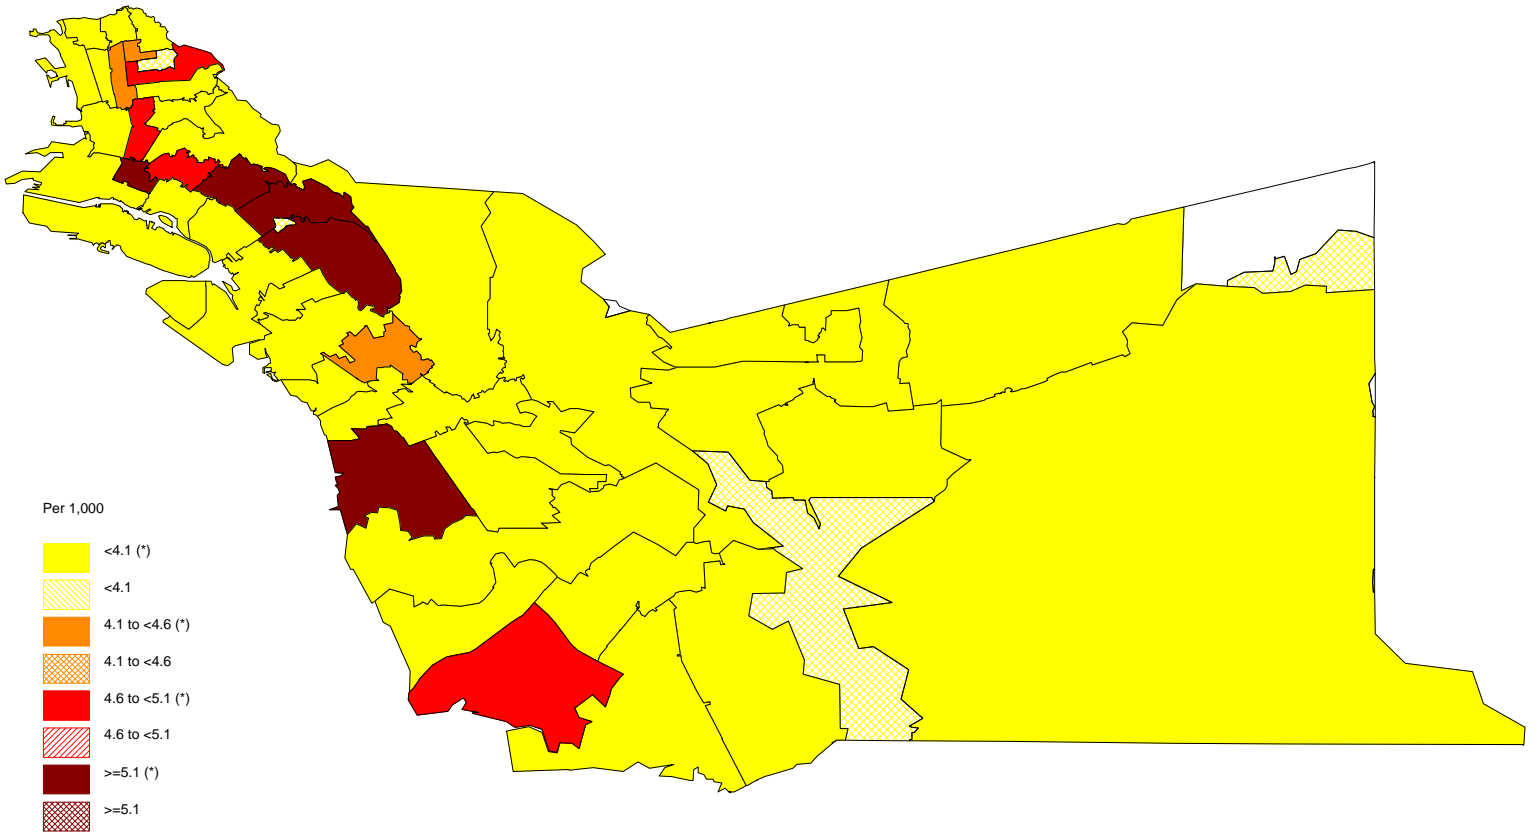 Per 1,000
<4.1 (*)
<4.1
4.1 to <4.6 (*)
4.1 to <4.6
4.6 to <5.1 (*)
4.6 to <5.1
>=5.1 (*)
>=5.1